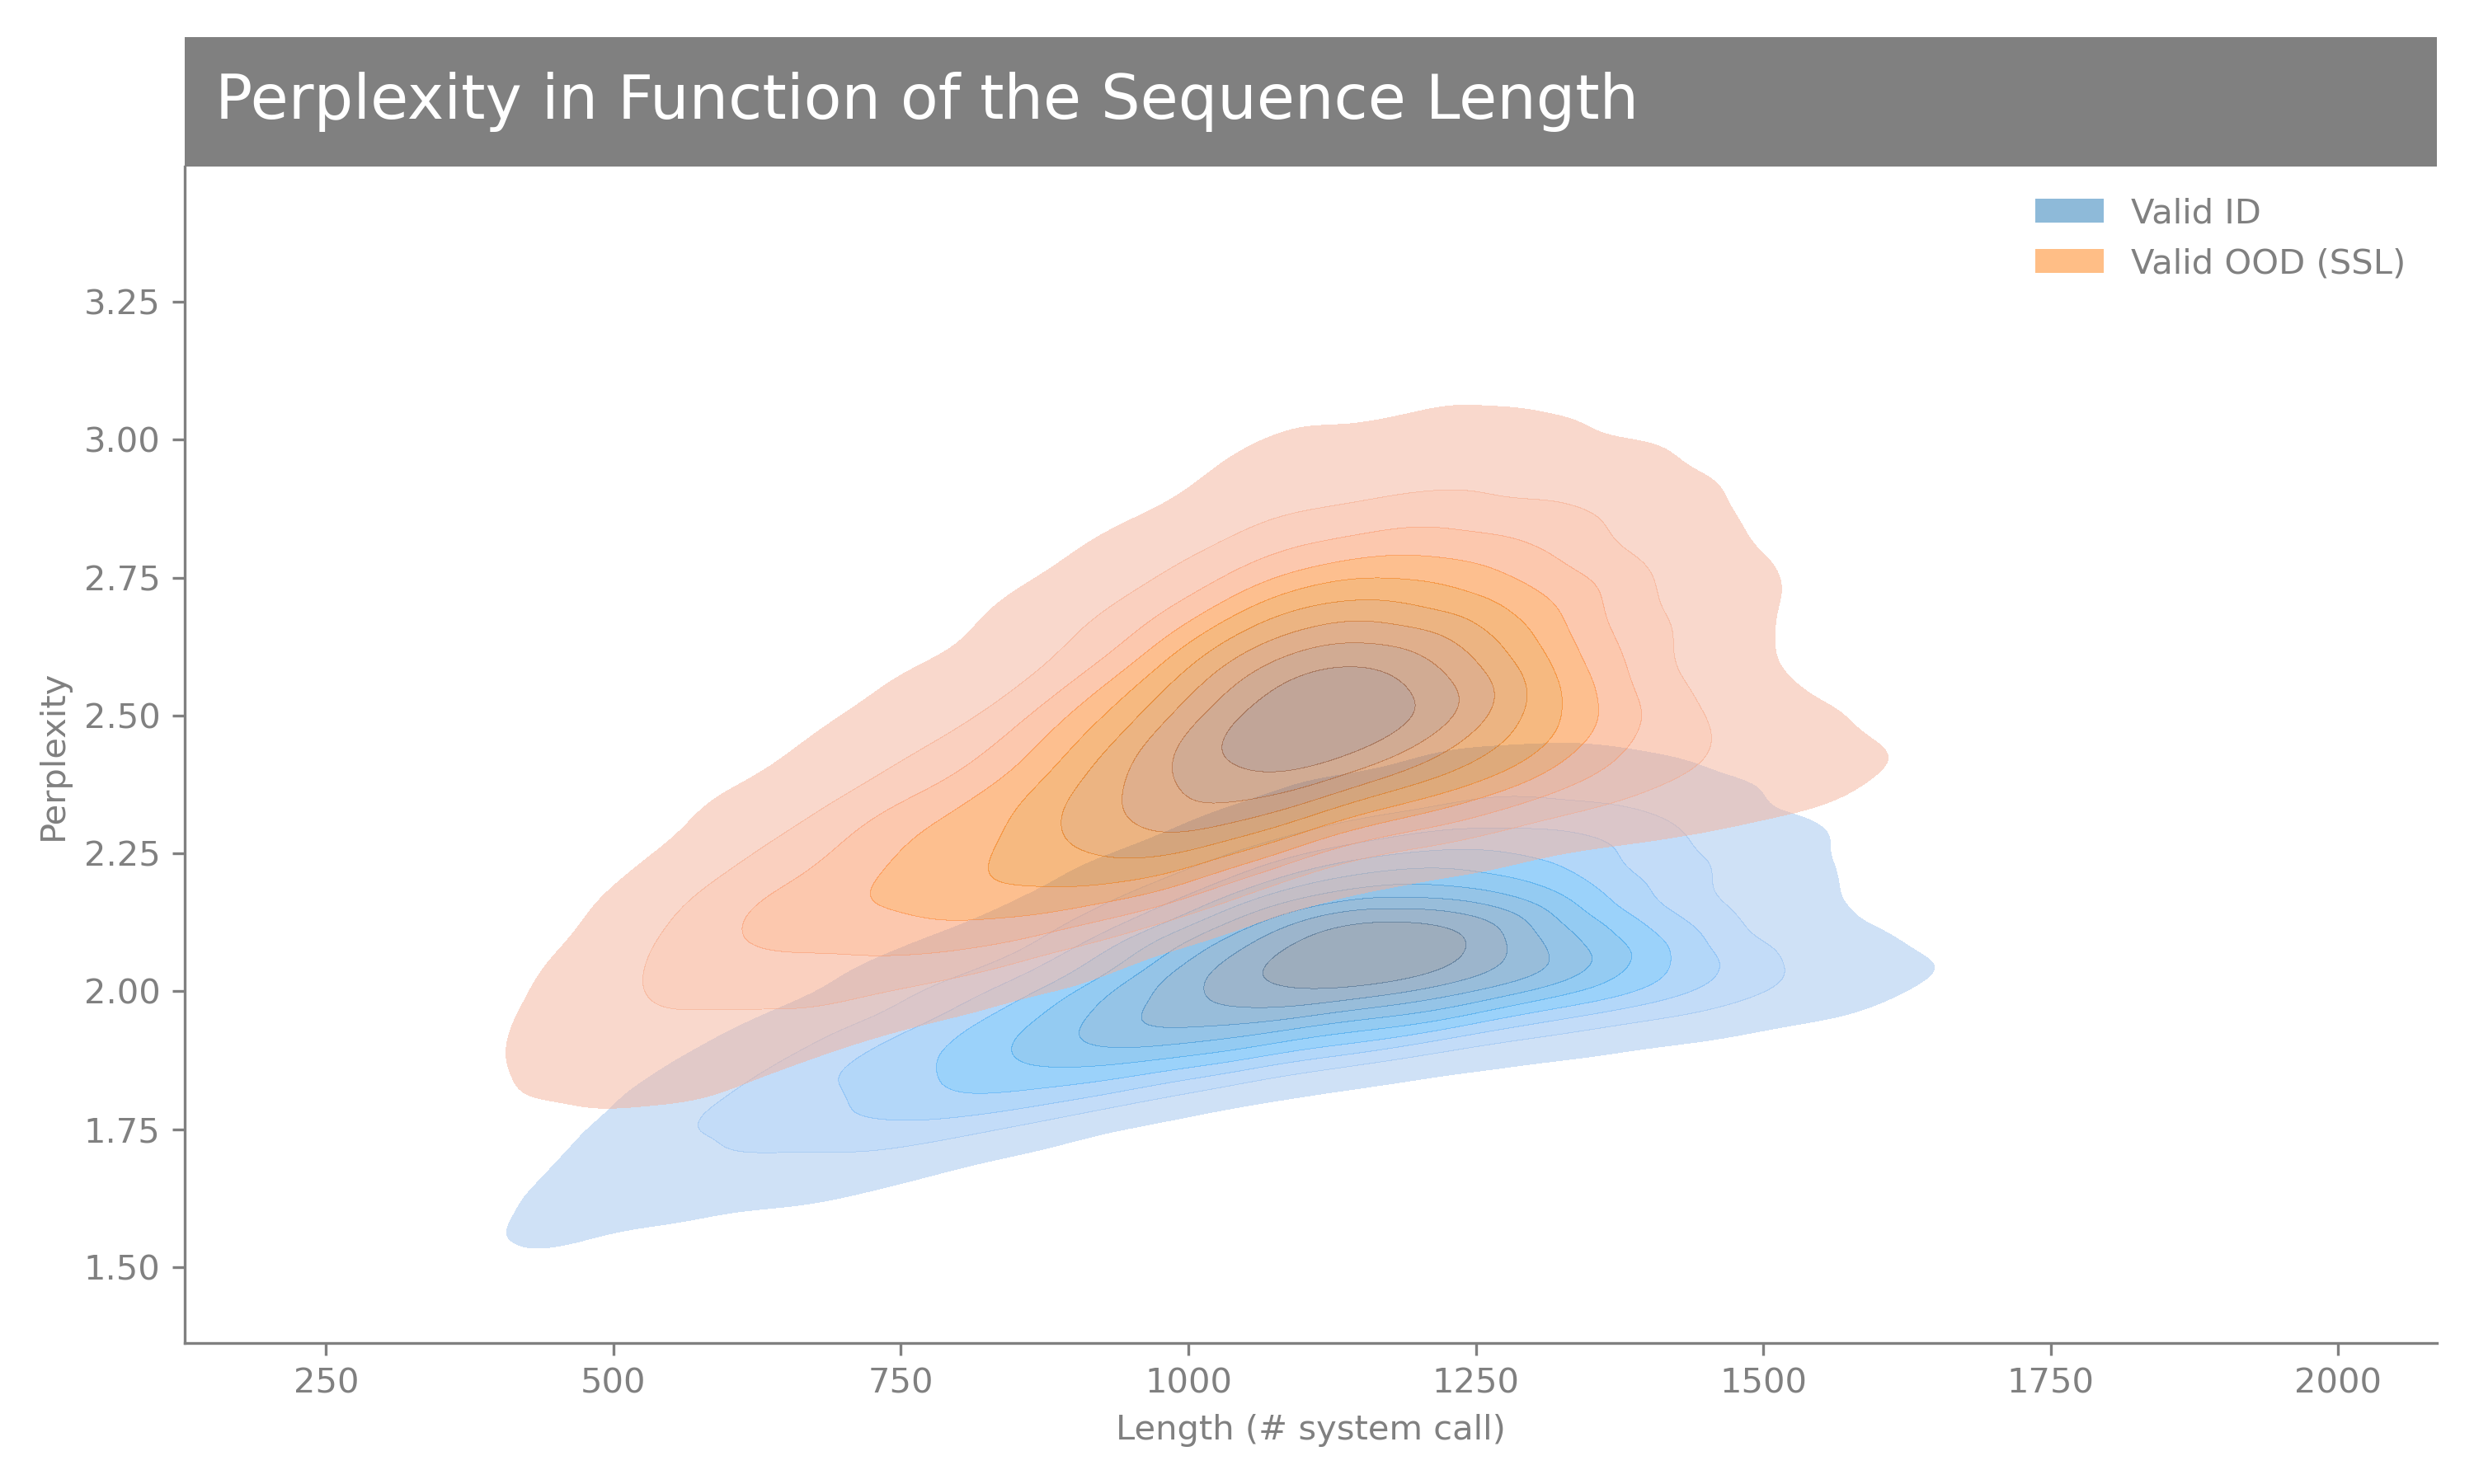 Perplexity in Function of the Sequence Length
Valid ID
Valid OOD (SSL)
3.25
3.00
2.75
2.50
2.25
2.00
1.75
1.50
Perplexity
250 500 750 1000 1250 1500 1750 2000
Length (# system call)